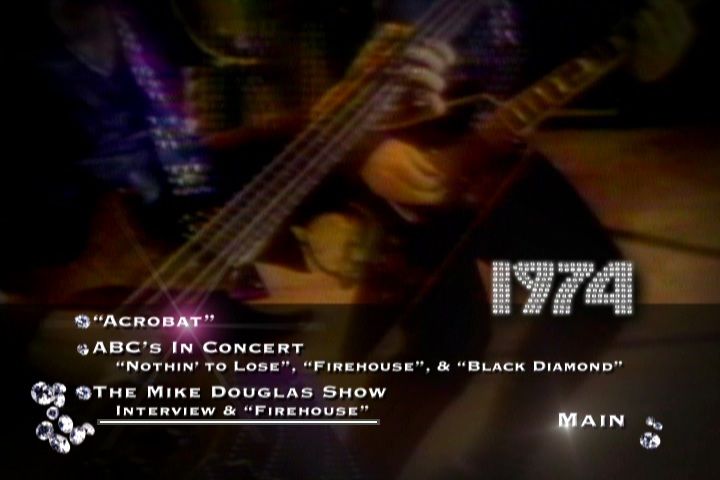 1974
“Acrobat”
ABC’s In Concert
“Nothin’ to Lose”, “Firehouse”, & “Black Diamond”
The Mike Douglas Show
Interview & “Firehouse”
Main